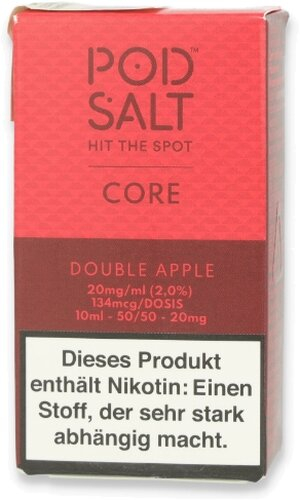 POD™
SALT
HIT THE SPOT
CORE
DOUBLE APPLE
20mg/ml (2,0%)
134mcg/DOSIS
10ml - 50/50 - 20mg
Dieses Produkt
enthält Nikotin: Einen
Stoff, der sehr stark
abhängig macht.